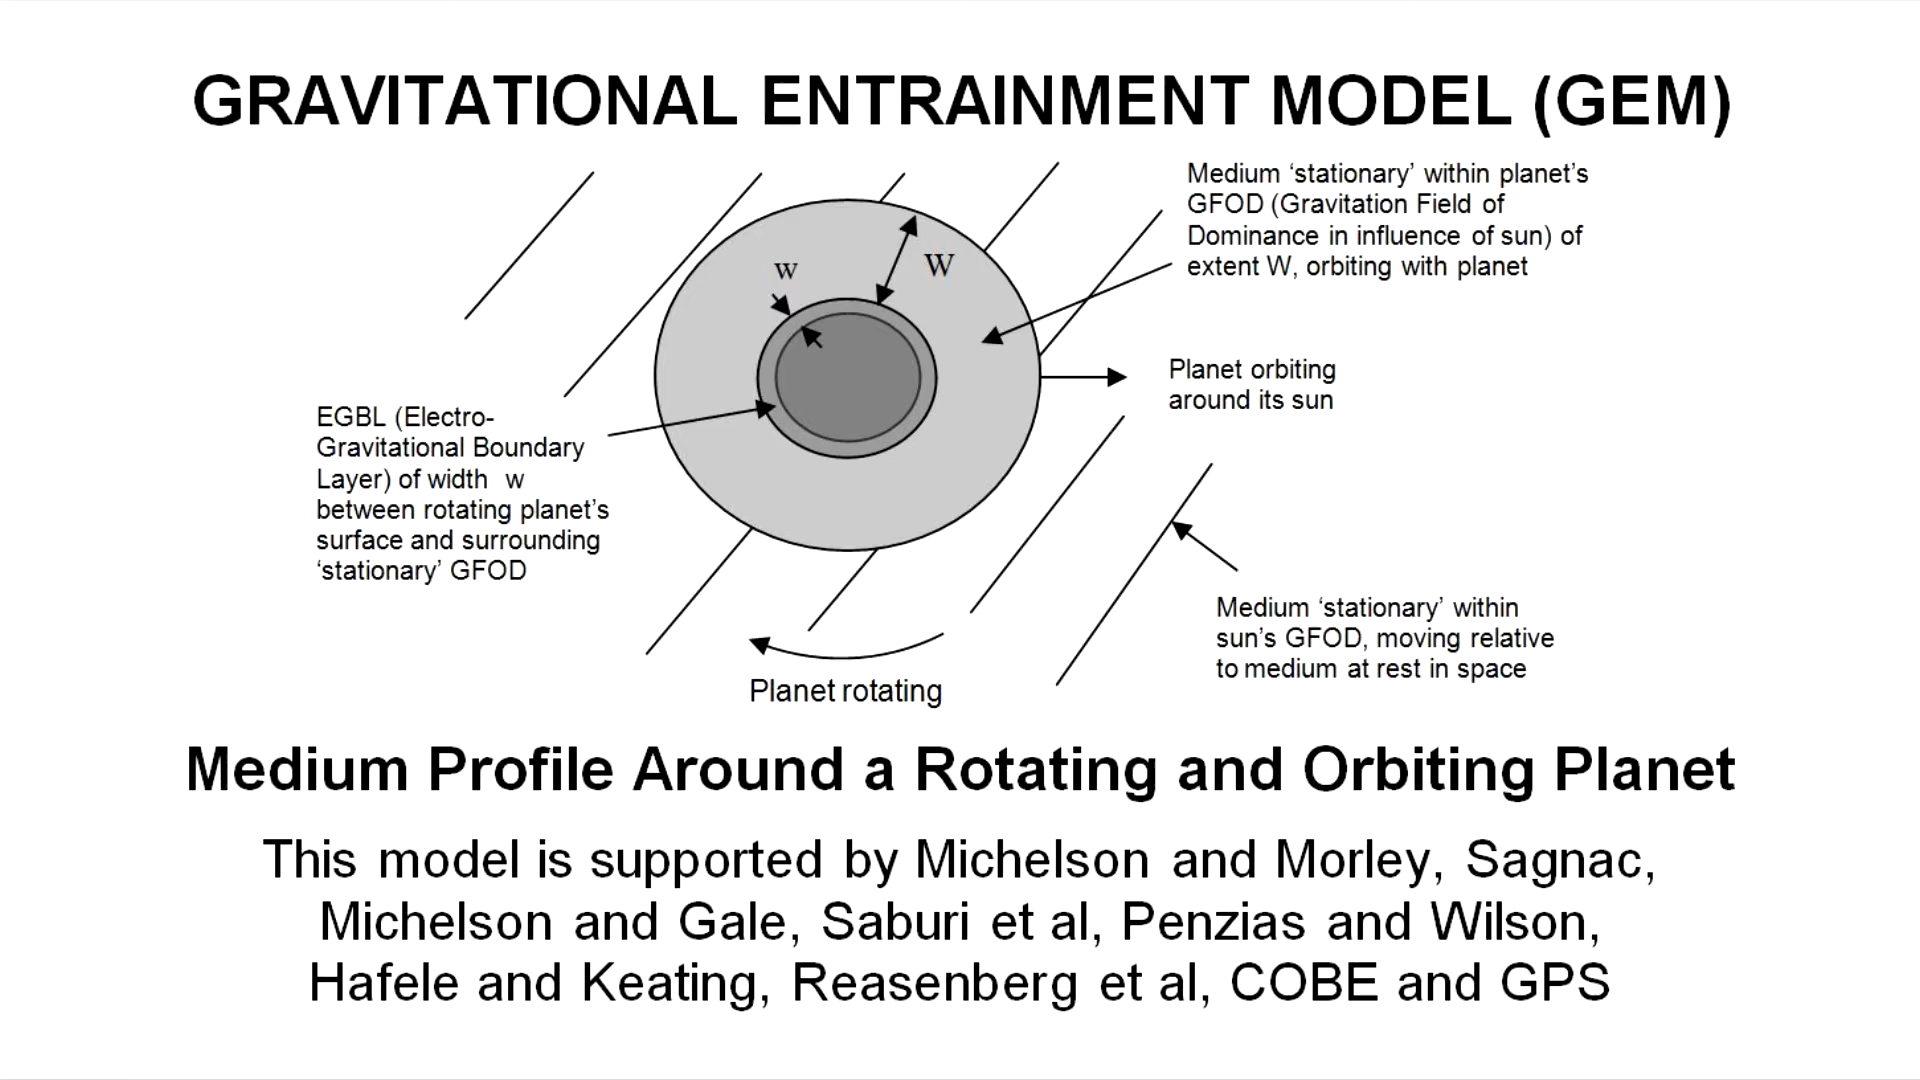 GRAVITATIONAL ENTRAINMENT MODEL (GEM)
Medium ‘stationary’ within planet’s
GFOD (Gravitation Field of
Dominance in influence of sun) of
extent W, orbiting with planet
w
W
Planet orbiting
around its sun
EGBL (Electro-
Gravitational Boundary
Layer) of width w
between rotating planet’s
surface and surrounding
‘stationary’ GFOD
Medium ‘stationary’ within
sun’s GFOD, moving relative
to medium at rest in space
Planet rotating
Medium Profile Around a Rotating and Orbiting Planet
This model is supported by Michelson and Morley, Sagnac,
Michelson and Gale, Saburi et al, Penzias and Wilson,
Hafele and Keating, Reasenberg et al, COBE and GPS